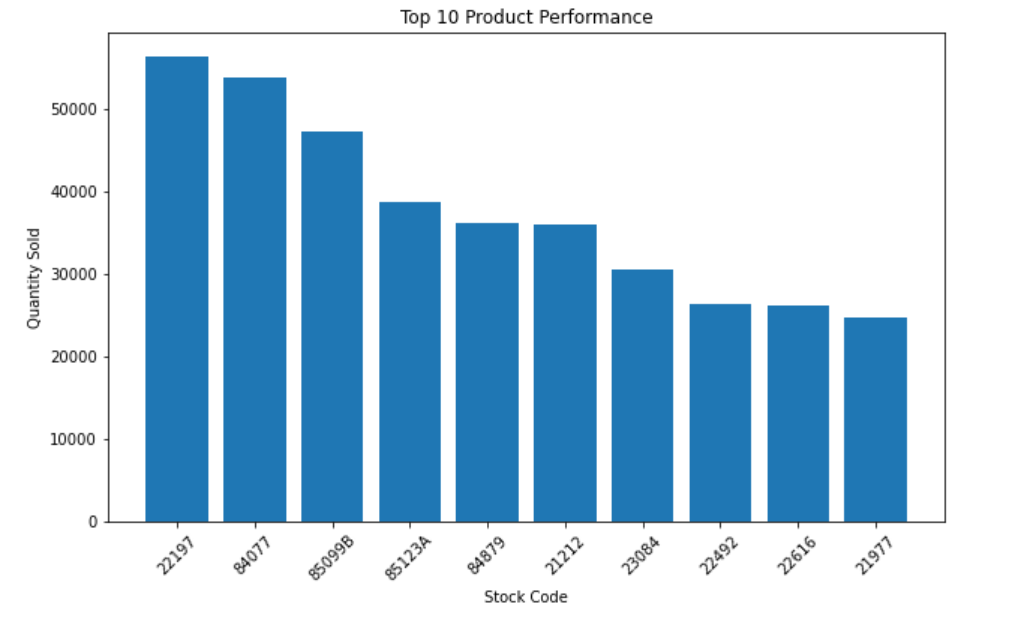 Top 10 Product Performance
Quantity Sold
50000
40000
30000
20000
10000
0
22197 84077 85099B 85123A 84879 21212 23084 22492 22616 21977
Stock Code